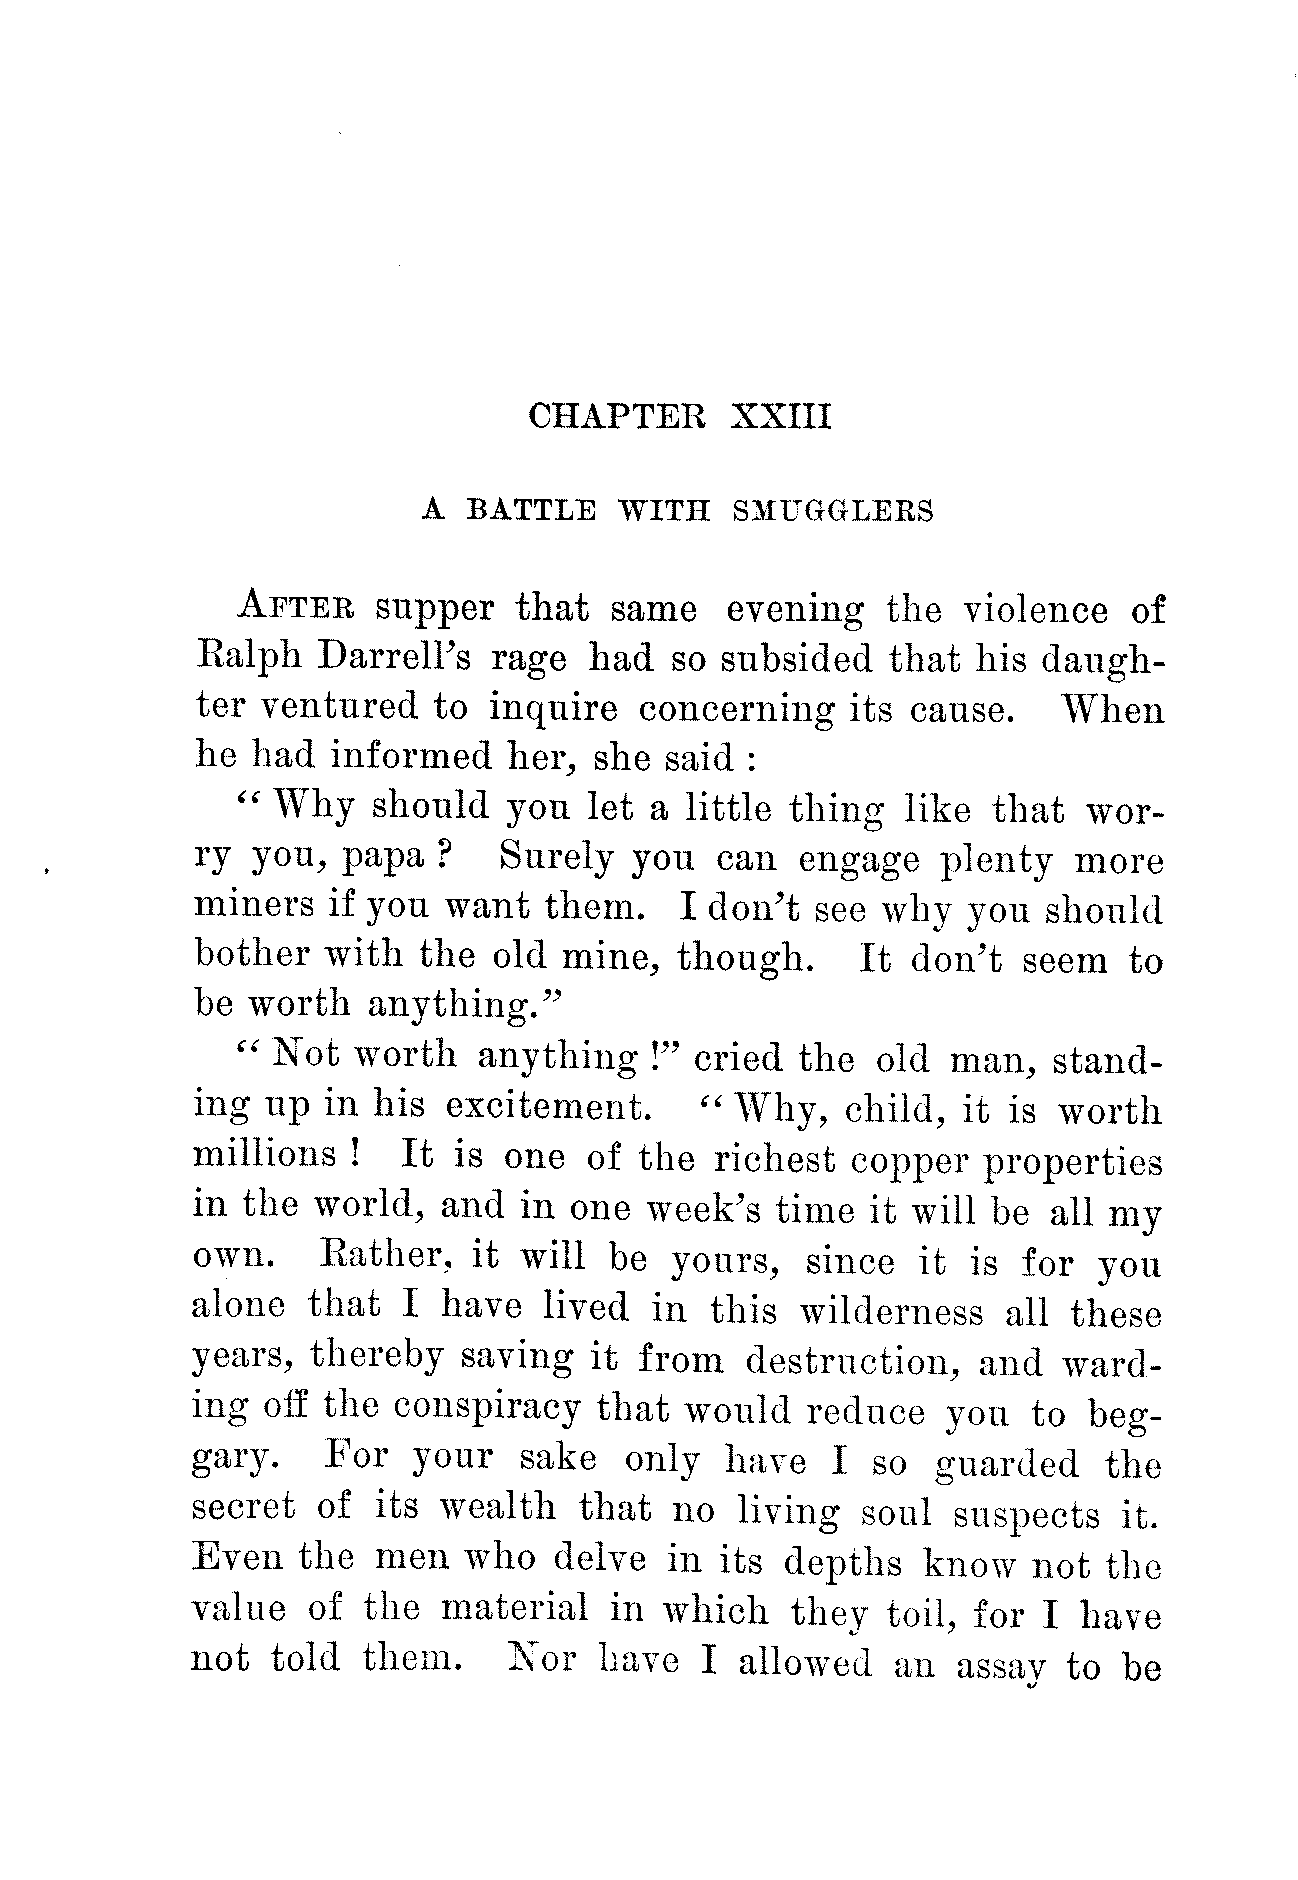 CHAPTER XXIII
A BATTLE WITH SMUGGLERS
AFTER supper that same evening the violence of
Ralph Darrell's rage had so subsided that his daugh-
ter ventured to inquire concerning its cause. When
he had informed her, she said :
“ Why should you let a little thing like that wor-
ry you, papa ? Surely you can engage plenty more
miners if you want them. I don't see why you should
bother with the old mine, though. It don't seem to
be worth anything.”
“ Not worth anything !” cried the old man, stand-
ing up in his excitement. “ Why, child, it is worth
millions ! It is one of the richest copper properties
in the world, and in one week's time it will be all my
own. Rather, it will be yours, since it is for you
alone that I have lived in this wilderness all these
years, thereby saving it from destruction, and ward-
ing off the conspiracy that would reduce you to beg-
gary. For your sake only have I so guarded the
secret of its wealth that no living soul suspects it.
Even the men who delve in its depths know not the
value of the material in which they toil, for I have
not told them. Nor have I allowed an assay to be